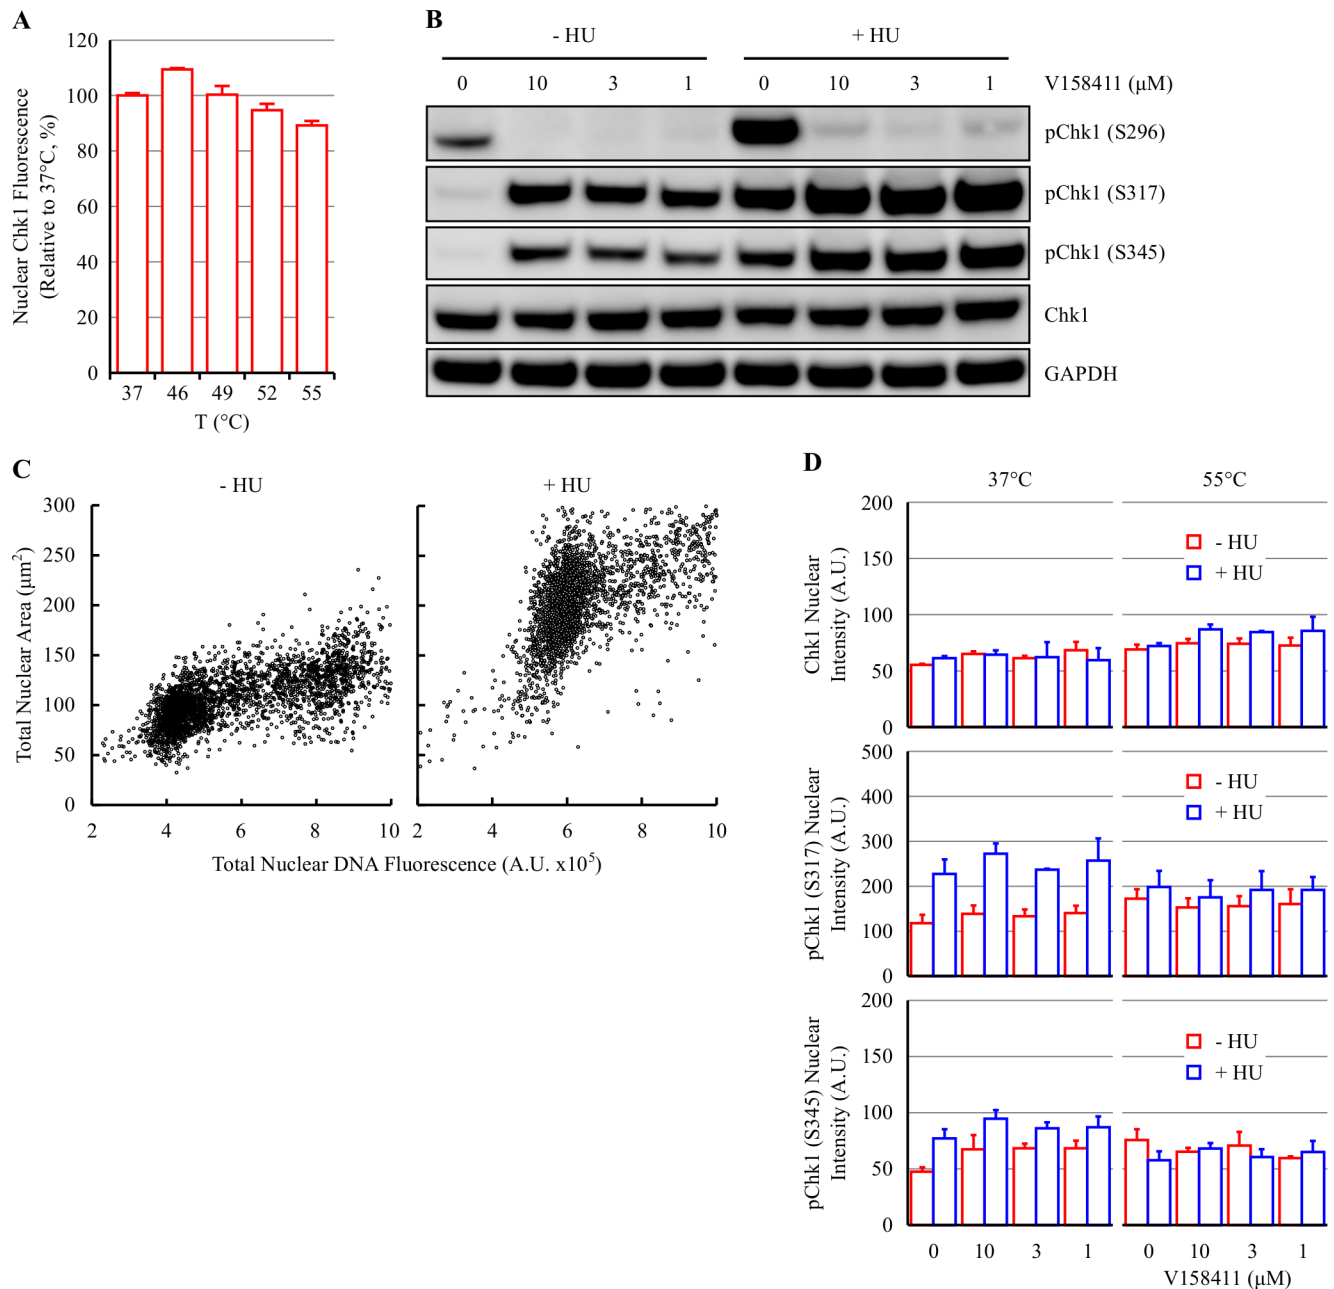 A
Nuclear Chk1 Fluorescence
(Relative to 37°C, %)
120
100
80
60
40
20
0
37 46 49 52 55
T (°C)
B
- HU + HU
0 10 3 1 0 10 3 1 V158411 (µM)
pChk1 (S296)
pChk1 (S317)
pChk1 (S345)
Chk1
GAPDH
C
- HU + HU
Total Nuclear Area (µm²)
300
250
200
150
100
50
0
2 4 6 8 10 2 4 6 8 10
Total Nuclear DNA Fluorescence (A.U. x10⁵)
D
37°C 55°C
Chk1 Nuclear
Intensity (A.U.)
200
150
100
50
0
- HU
+ HU
pChk1 (S317) Nuclear
Intensity (A.U.)
500
400
300
200
100
0
- HU
+ HU
pChk1 (S345) Nuclear
Intensity (A.U.)
200
150
100
50
0
- HU
+ HU
0 10 3 1 0 10 3 1
V158411 (µM)